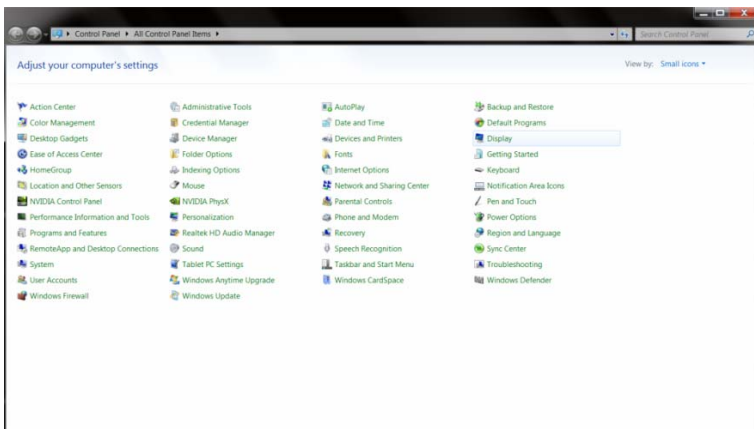 Control Panel All Control Panel Items Search Control Panel
Adjust your computer's settings View by: Small icons
Action Center Administrative Tools AutoPlay Backup and Restore
Color Management Credential Manager Date and Time Default Programs
Desktop Gadgets Device Manager Devices and Printers Display
Ease of Access Center Folder Options Fonts Getting Started
HomeGroup Indexing Options Internet Options Keyboard
Location and Other Sensors Mouse Network and Sharing Center Notification Area Icons
NVIDIA Control Panel NVIDIA PhysX Parental Controls Pen and Touch
Performance Information and Tools Personalization Phone and Modem Power Options
Programs and Features Realtek HD Audio Manager Recovery Region and Language
RemoteApp and Desktop Connections Sound Speech Recognition Sync Center
System Tablet PC Settings Taskbar and Start Menu Troubleshooting
User Accounts Windows Anytime Upgrade Windows CardSpace Windows Defender
Windows Firewall Windows Update